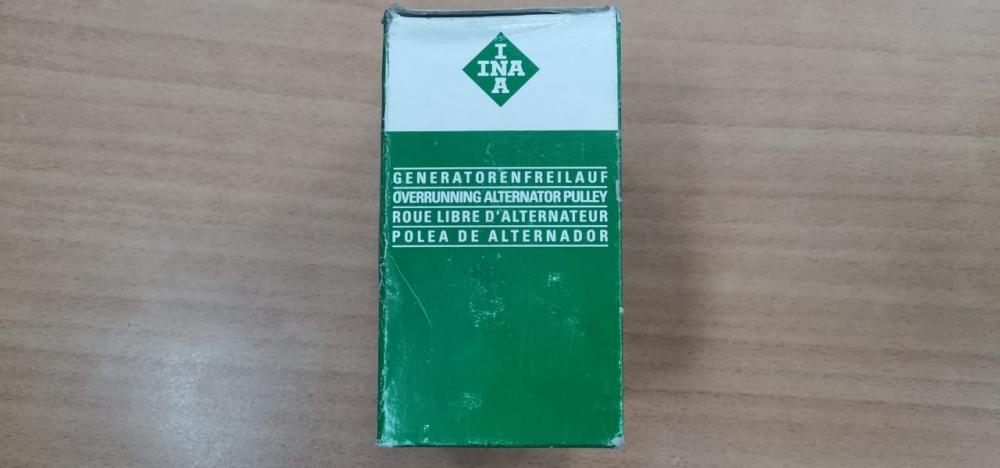 INA
GENERATORENFREILAUF
OVERRUNNING ALTERNATOR PULLEY
ROUE LIBRE D'ALTERNATEUR
POLEA DE ALTERNADOR